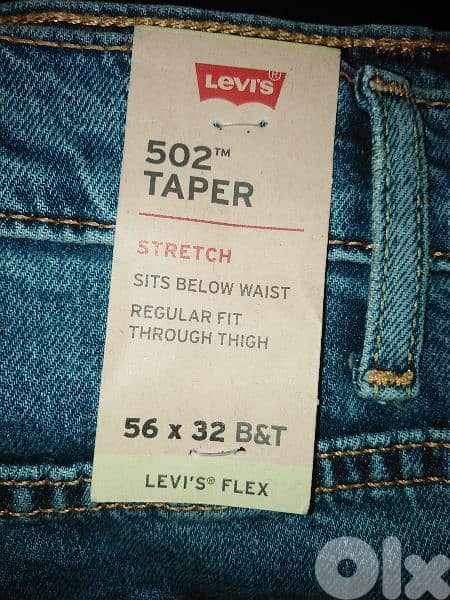 Levi's®
502™
TAPER
STRETCH
SITS BELOW WAIST
REGULAR FIT
THROUGH THIGH
56 x 32 B&T
LEVI'S® FLEX
OLX